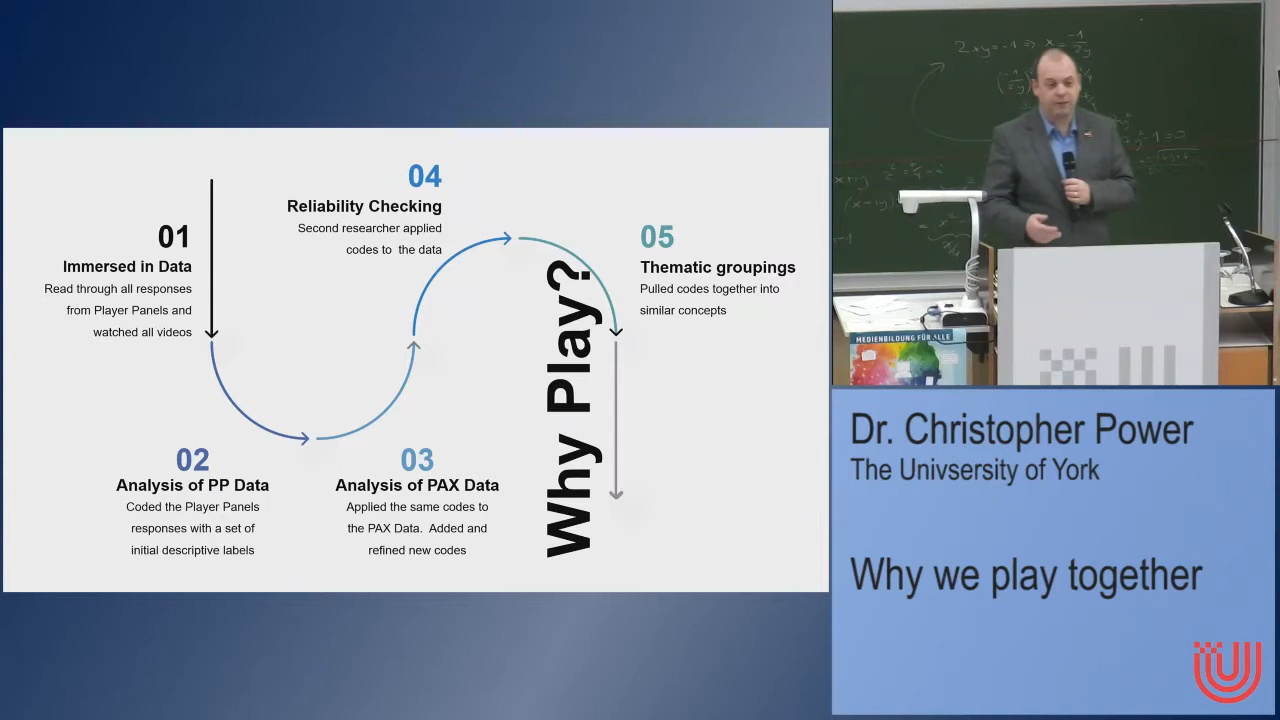 01
Immersed in Data
Read through all responses
from Player Panels and
watched all videos
02
Analysis of PP Data
Coded the Player Panels
responses with a set of
initial descriptive labels
03
Analysis of PAX Data
Applied the same codes to
the PAX Data. Added and
refined new codes
04
Reliability Checking
Second researcher applied
codes to the data
05
Thematic groupings
Pulled codes together into
similar concepts
Why Play?
MEDIENBILDUNG FÜR ALLE
Dr. Christopher Power
The Univsersity of York
Why we play together